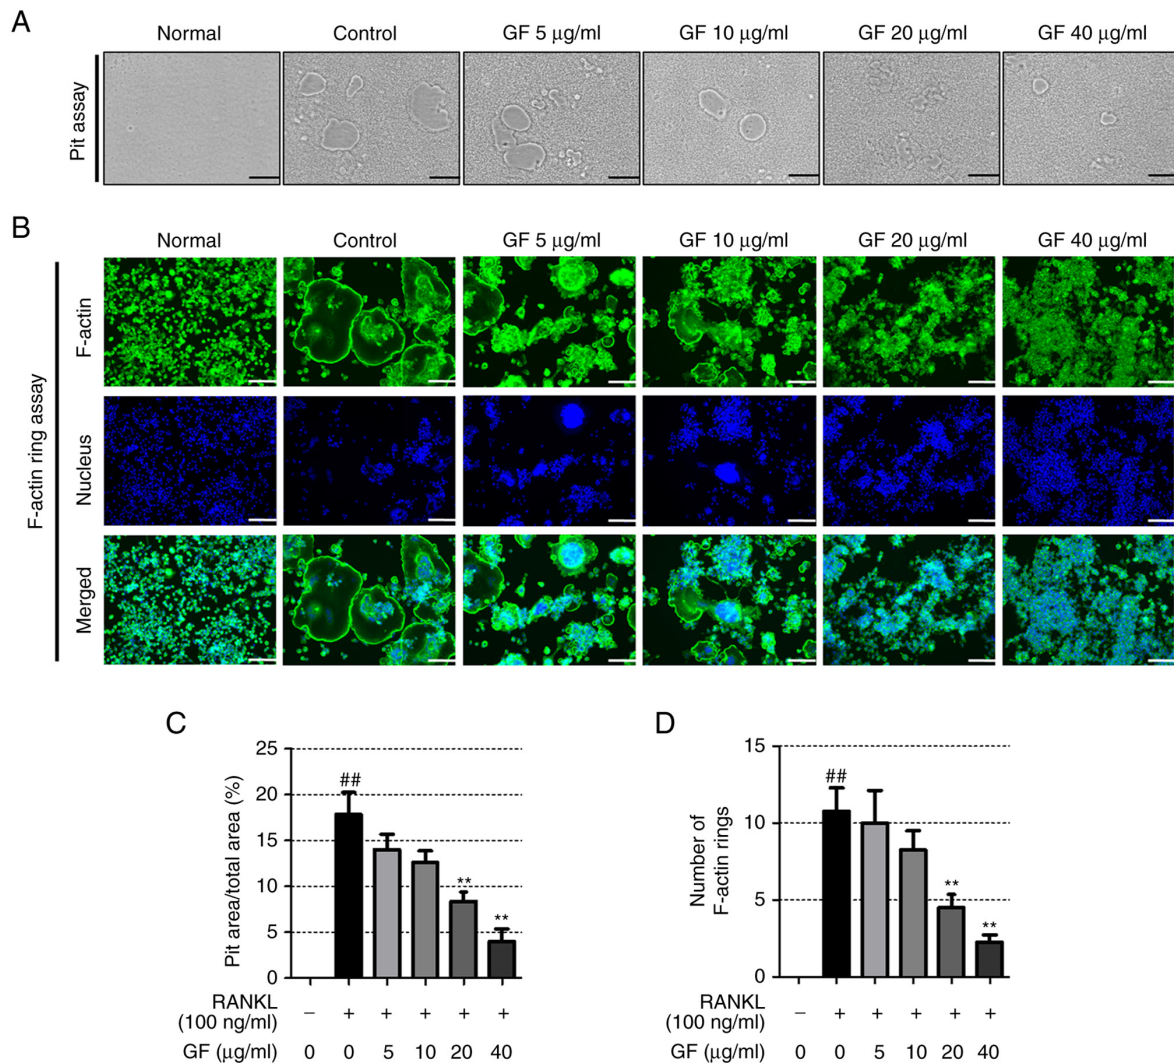 A
Normal Control GF 5 μg/ml GF 10 μg/ml GF 20 μg/ml GF 40 μg/ml
Pit assay
B
Normal Control GF 5 μg/ml GF 10 μg/ml GF 20 μg/ml GF 40 μg/ml
F-actin ring assay
F-actin
Nucleus
Merged
C
Pit area/total area (%)
25
20
15
10
5
0
##
**
**
RANKL
(100 ng/ml)
– + + + + +
GF (μg/ml) 0 0 5 10 20 40
D
Number of
F-actin rings
15
10
5
0
##
**
**
RANKL
(100 ng/ml)
– + + + + +
GF (μg/ml) 0 0 5 10 20 40